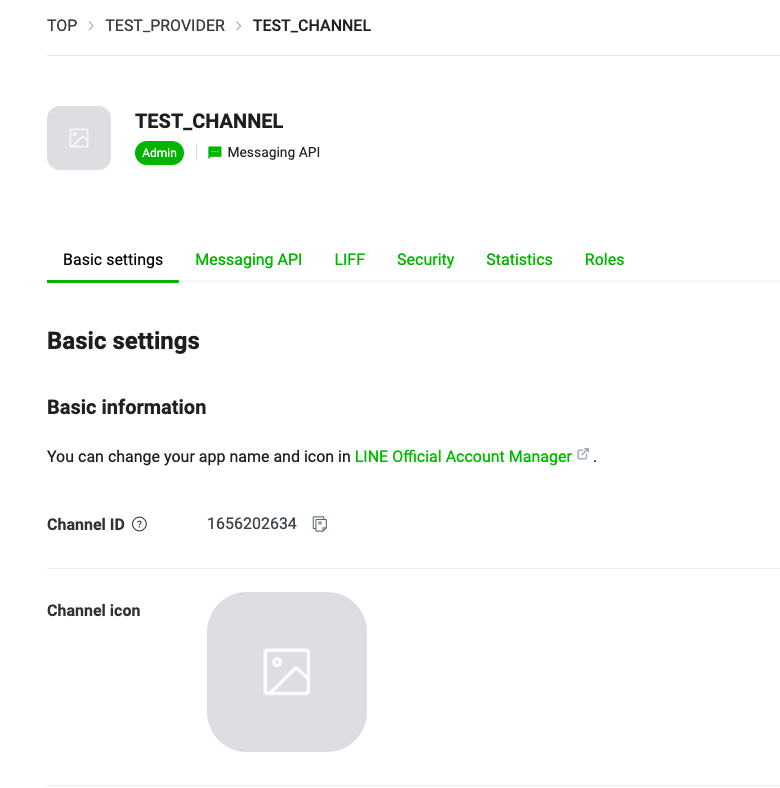 TOP > TEST_PROVIDER > TEST_CHANNEL
TEST_CHANNEL
Admin Messaging API
Basic settings Messaging API LIFF Security Statistics Roles
Basic settings
Basic information
You can change your app name and icon in LINE Official Account Manager .
Channel ID ? 1656202634
Channel icon